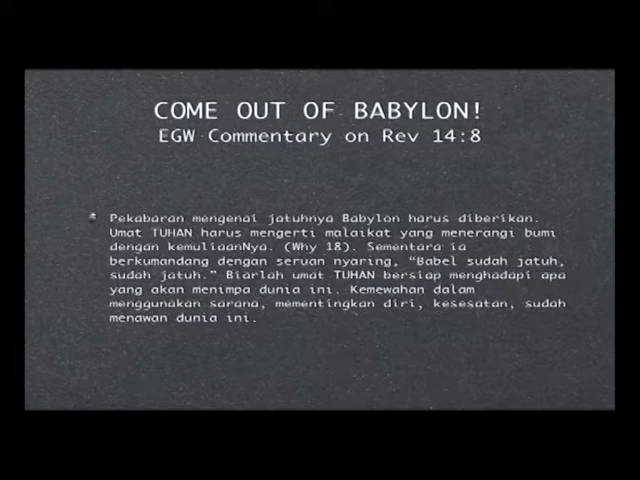 COME OUT OF BABYLON!
EGW Commentary on Rev 14:8
Pekabaran mengenai jatuhnya Babylon harus diberikan.
Umat TUHAN harus mengerti malaikat yang menerangi bumi
dengan kemuliaanNya. (Why 18). Sementara ia
berkumandang dengan seruan nyaring, “Babel sudah jatuh,
sudah jatuh.” Biarlah umat TUHAN bersiap menghadapi apa
yang akan menimpa dunia ini. Kemewahan dalam
menggunakan sarana, mementingkan diri, kesesatan, sudah
menawan dunia ini.